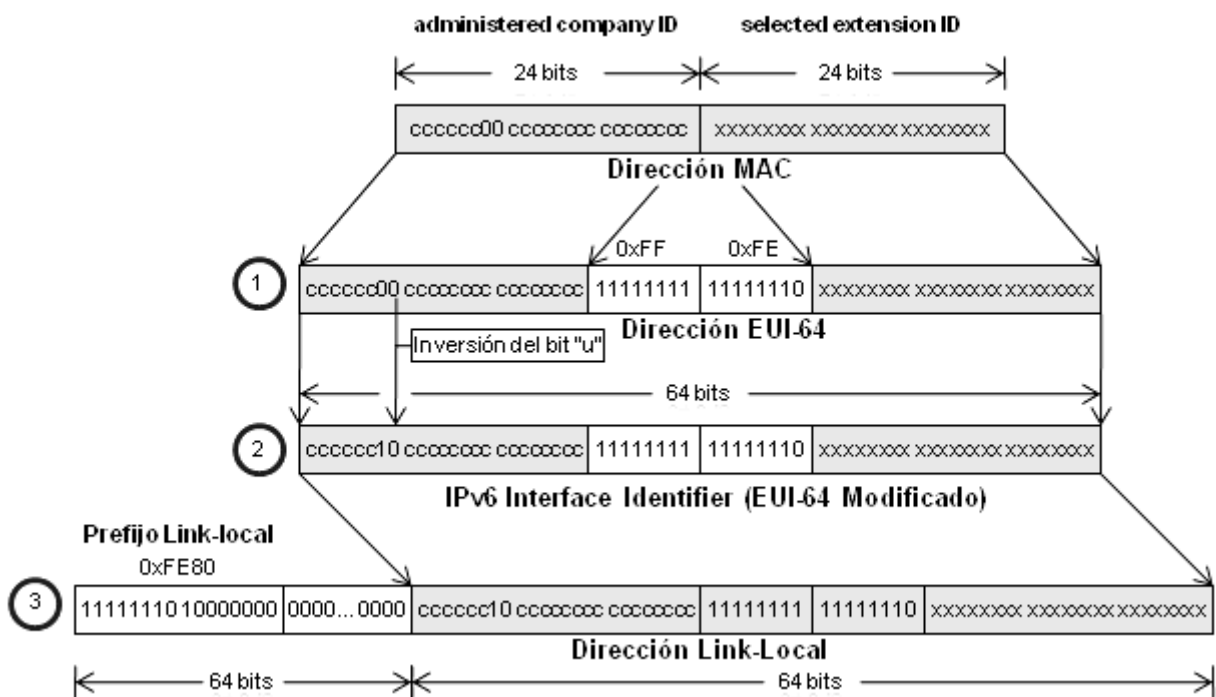 administered company ID selected extension ID
24 bits 24 bits
cccccc00 cccccccc cccccccc xxxxxxxx xxxxxxxx xxxxxxxx
Dirección MAC
0xFF 0xFE
1 cccccc00 cccccccc cccccccc 11111111 11111110 xxxxxxxx xxxxxxxx xxxxxxxx
Dirección EUI-64
Inversión del bit "u"
64 bits
2 cccccc10 cccccccc cccccccc 11111111 11111110 xxxxxxxx xxxxxxxx xxxxxxxx
IPv6 Interface Identifier (EUI-64 Modificado)
Prefijo Link-local
0xFE80
3 1111111010000000 0000...0000 cccccc10 cccccccc cccccccc 11111111 11111110 xxxxxxxx xxxxxxxx xxxxxxxx
Dirección Link-Local
64 bits 64 bits